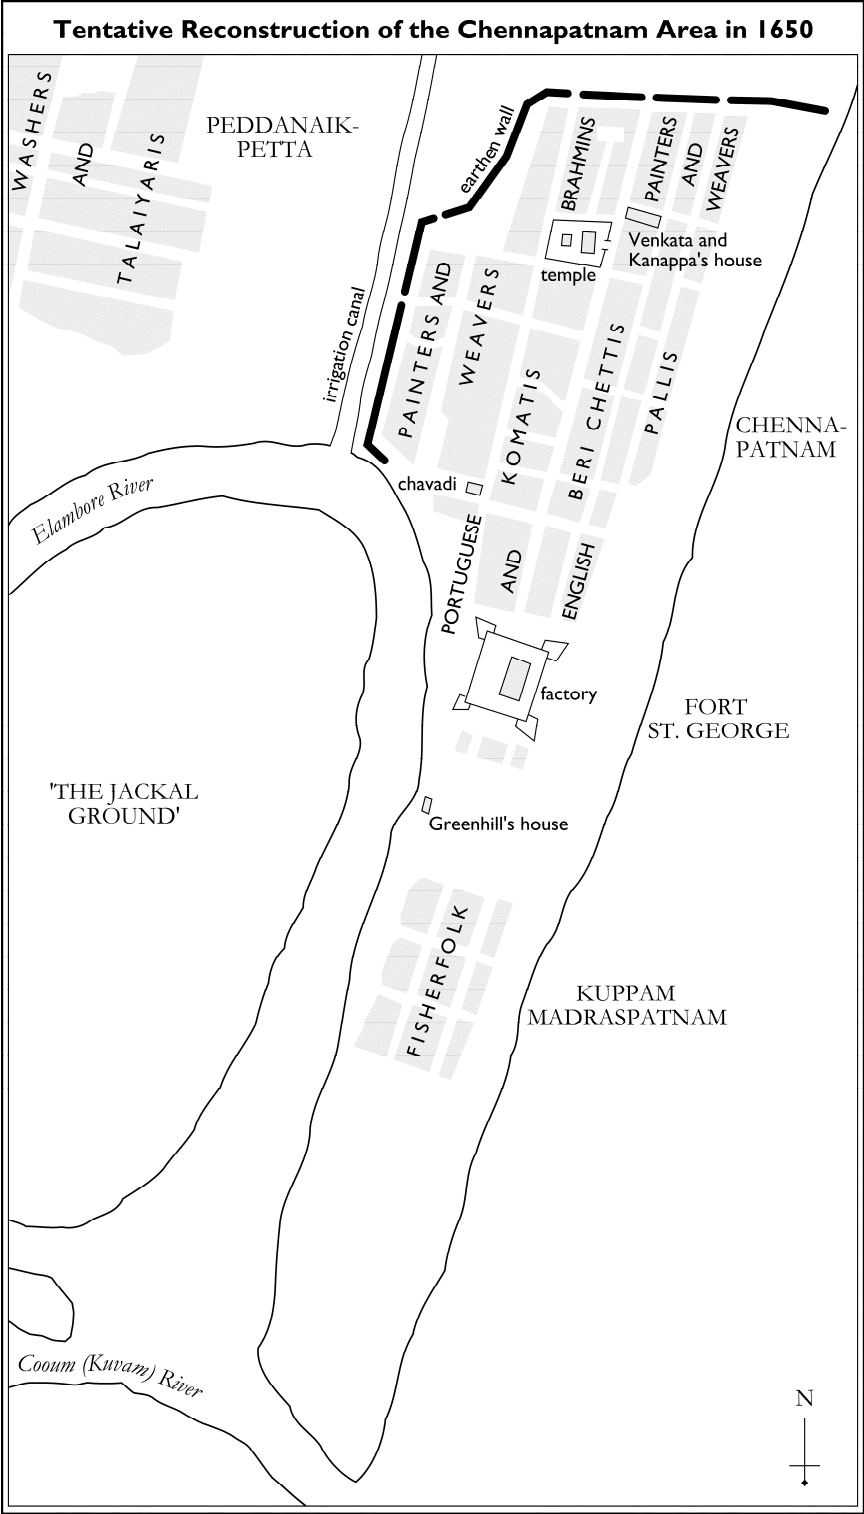 Tentative Reconstruction of the Chennapatnam Area in 1650
WASHERS
AND
TALAIYARIS
PEDDANAIK-
PETTA
earthen wall
BRAHMINS
PAINTERS
AND
WEAVERS
Venkata and
Kanappa's house
temple
irrigation canal
PAINTERS AND
WEAVERS
KOMATIS
BERI CHETTIS
PALLIS
CHENNA-
PATNAM
chavadi
Elambore River
PORTUGUESE
AND
ENGLISH
factory
FORT
ST. GEORGE
'THE JACKAL
GROUND'
Greenhill's house
FISHERFOLK
KUPPAM
MADRASPATNAM
Cooum (Kuvam) River
N